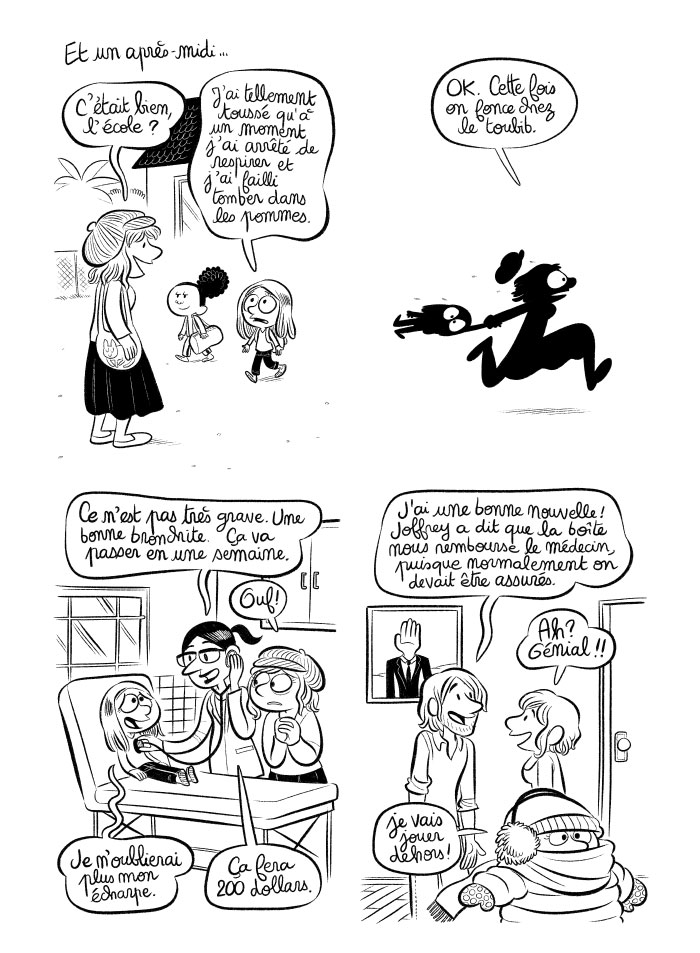 Et un après-midi...
C'était bien,
l'école ?
J'ai tellement
toussé qu'à
un moment
j'ai arrêté de
respirer et
j'ai failli
tomber dans
les pommes.
OK. Cette fois
on fonce chez
le toubib.
Ce n'est pas très grave. Une
bonne bronchite. Ça va
passer en une semaine.
Ouf!
Je n'oublierai
plus mon
écharpe.
Ça fera
200 dollars.
J'ai une bonne nouvelle!
Joffrey a dit que la boîte
nous rembourse le médecin,
puisque normalement on
devait être assurés.
Ah?
Génial!!
je vais
jouer
dehors!